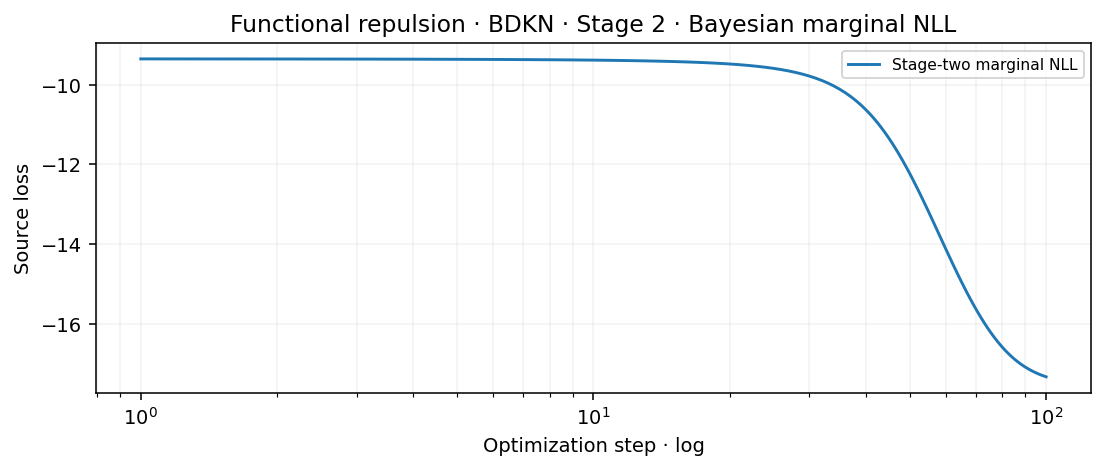 Functional repulsion · BDKN · Stage 2 · Bayesian marginal NLL
Stage-two marginal NLL
Source loss
−10
−12
−14
−16
10⁰
10¹
10²
Optimization step · log